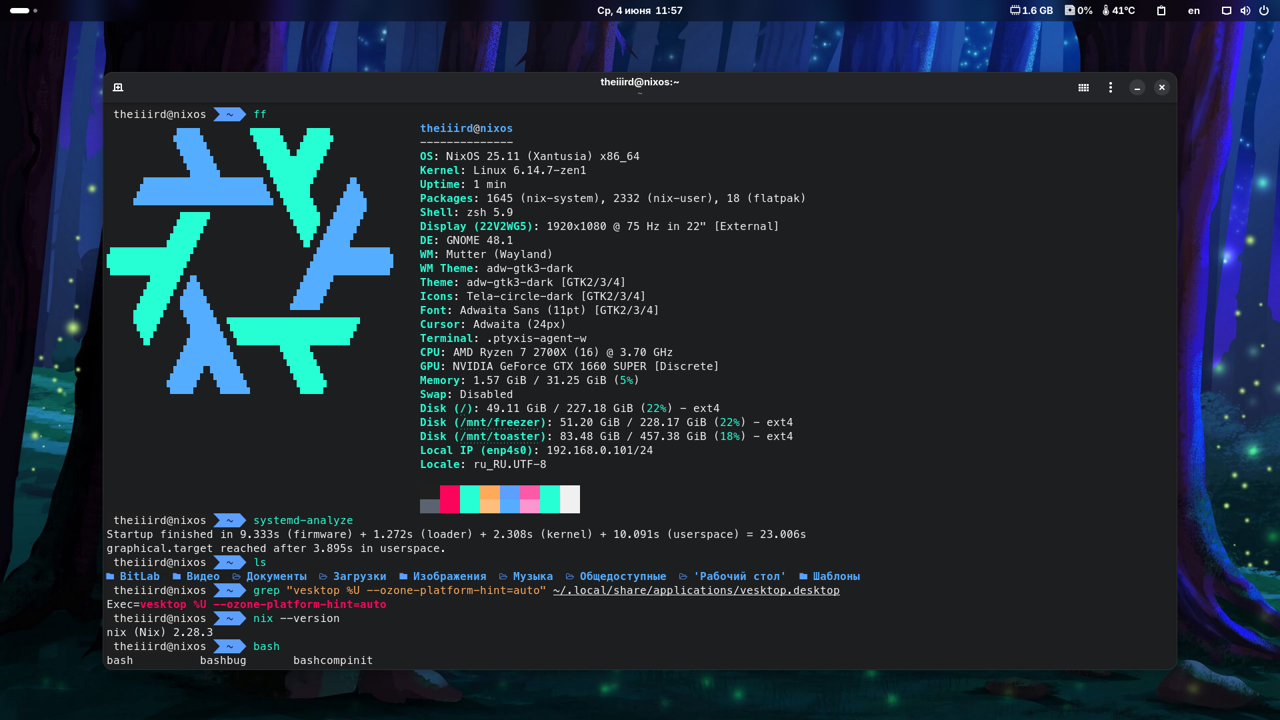 Ср, 4 июня 11:57
1.6 GB 0% 41°C en
theiiird@nixos:~
~
theiiird@nixos ~ ff
theiiird@nixos
--------------
OS: NixOS 25.11 (Xantusia) x86_64
Kernel: Linux 6.14.7-zen1
Uptime: 1 min
Packages: 1645 (nix-system), 2332 (nix-user), 18 (flatpak)
Shell: zsh 5.9
Display (22V2WG5): 1920x1080 @ 75 Hz in 22" [External]
DE: GNOME 48.1
WM: Mutter (Wayland)
WM Theme: adw-gtk3-dark
Theme: adw-gtk3-dark [GTK2/3/4]
Icons: Tela-circle-dark [GTK2/3/4]
Font: Adwaita Sans (11pt) [GTK2/3/4]
Cursor: Adwaita (24px)
Terminal: .ptyxis-agent-w
CPU: AMD Ryzen 7 2700X (16) @ 3.70 GHz
GPU: NVIDIA GeForce GTX 1660 SUPER [Discrete]
Memory: 1.57 GiB / 31.25 GiB (5%)
Swap: Disabled
Disk (/): 49.11 GiB / 227.18 GiB (22%) - ext4
Disk (/mnt/freezer): 51.20 GiB / 228.17 GiB (22%) - ext4
Disk (/mnt/toaster): 83.48 GiB / 457.38 GiB (18%) - ext4
Local IP (enp4s0): 192.168.0.101/24
Locale: ru_RU.UTF-8
theiiird@nixos ~ systemd-analyze
Startup finished in 9.333s (firmware) + 1.272s (loader) + 2.308s (kernel) + 10.091s (userspace) = 23.006s
graphical.target reached after 3.895s in userspace.
theiiird@nixos ~ ls
BitLab Видео Документы Загрузки Изображения Музыка Общедоступные 'Рабочий стол' Шаблоны
theiiird@nixos ~ grep "vesktop %U --ozone-platform-hint=auto" ~/.local/share/applications/vesktop.desktop
Exec=vesktop %U --ozone-platform-hint=auto
theiiird@nixos ~ nix --version
nix (Nix) 2.28.3
theiiird@nixos ~ bash
bash bashbug bashcompinit